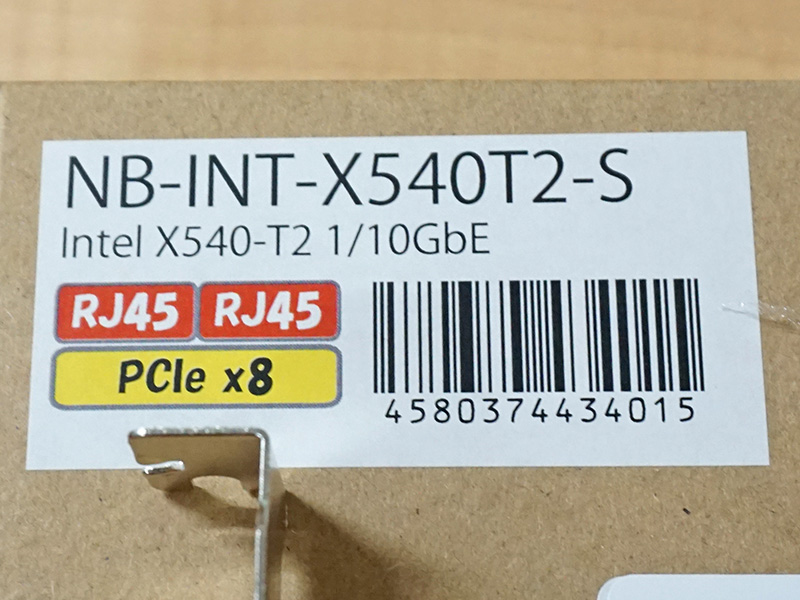 NB-INT-X540T2-S
Intel X540-T2 1/10GbE
RJ45 RJ45
PCIe x8
4580374434015